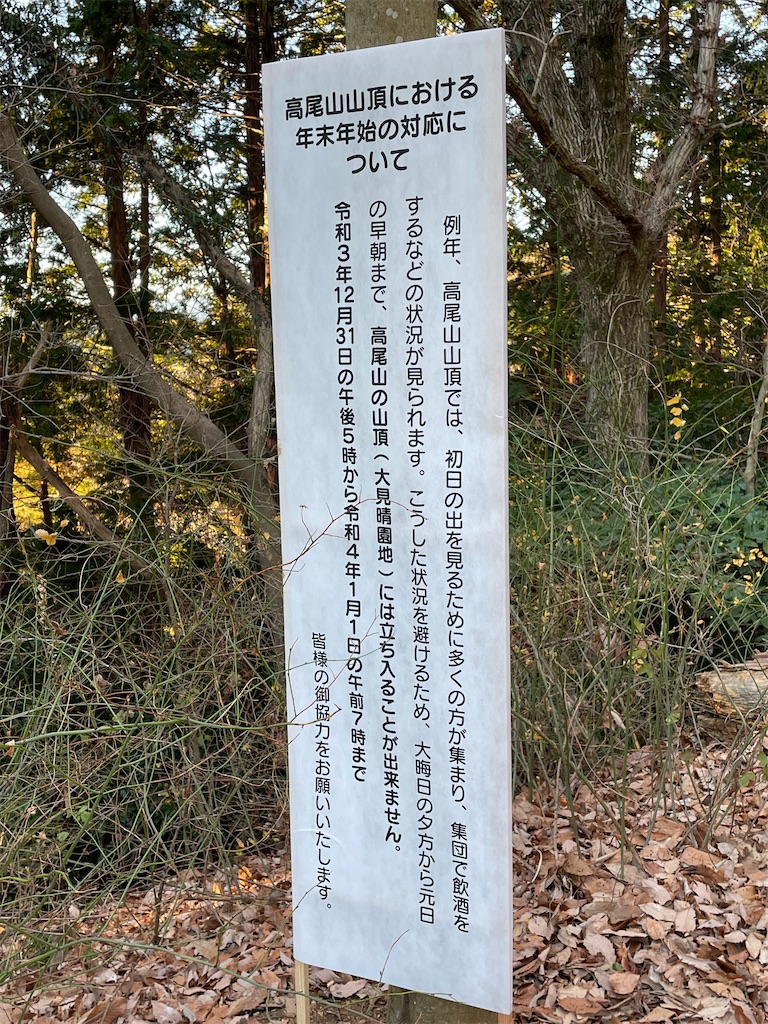 高尾山山頂における
年末年始の対応に
ついて
例年、高尾山山頂では、初日の出を見るために多くの方が集まり、集団で飲酒を
するなどの状況が見られます。こうした状況を避けるため、大晦日の夕方から元日
の早朝まで、高尾山の山頂（大見晴園地）には立ち入ることが出来ません。
令和3年12月31日の午後5時から令和4年1月1日の午前7時まで
皆様の御協力をお願いいたします。